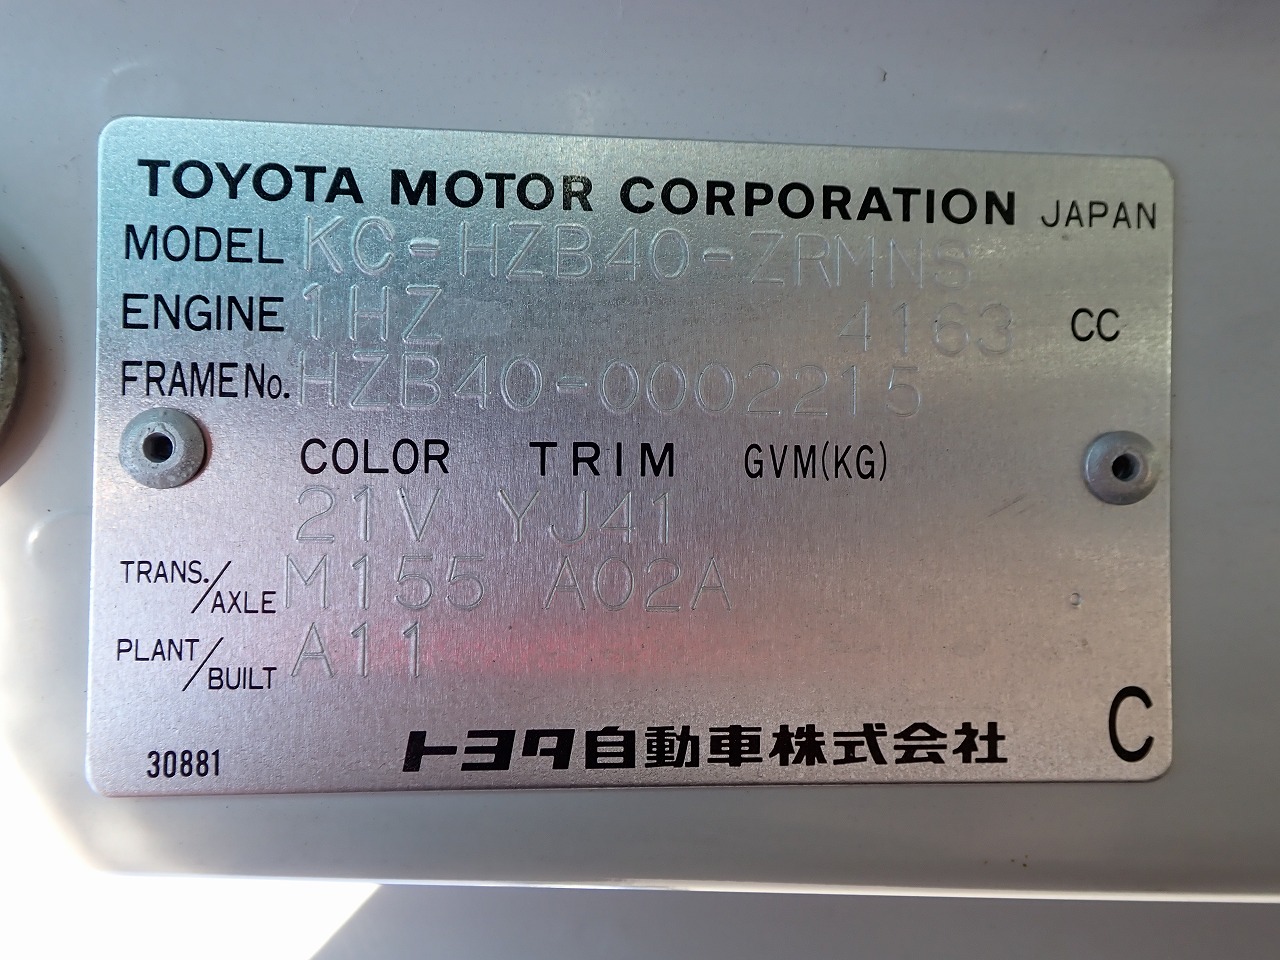 TOYOTA MOTOR CORPORATION JAPAN
MODEL KC-HZB40-ZRMNS
ENGINE 1HZ 4163 CC
FRAME No. HZB40-0002215
COLOR TRIM GVM(KG)
21V YJ41
TRANS./AXLE M155 A02A
PLANT/BUILT A11
30881 トヨタ自動車株式会社 C